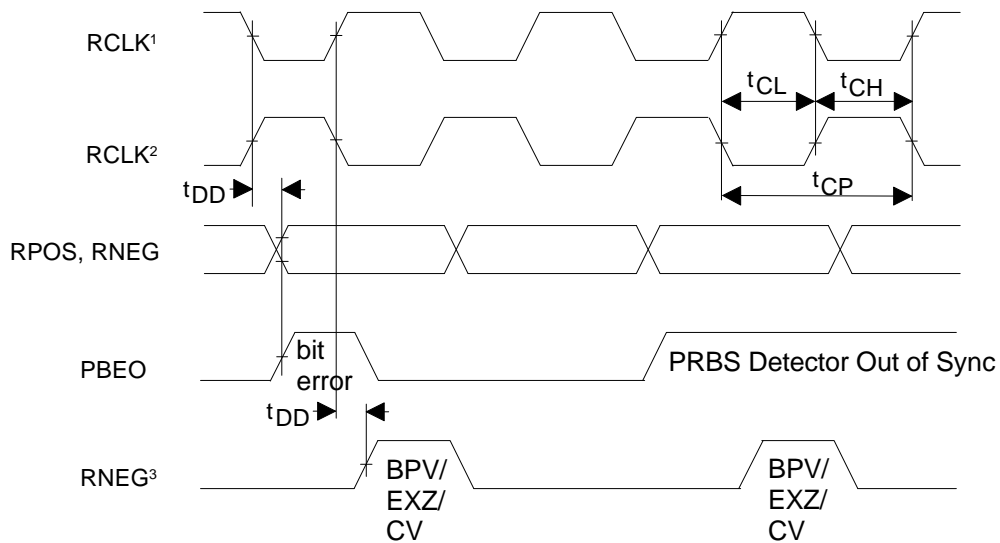 RCLK¹
tCL tCH
RCLK²
tDD
tCP
RPOS, RNEG
PBEO
bit
error
PRBS Detector Out of Sync
tDD
RNEG³
BPV/
EXZ/
CV
BPV/
EXZ/
CV